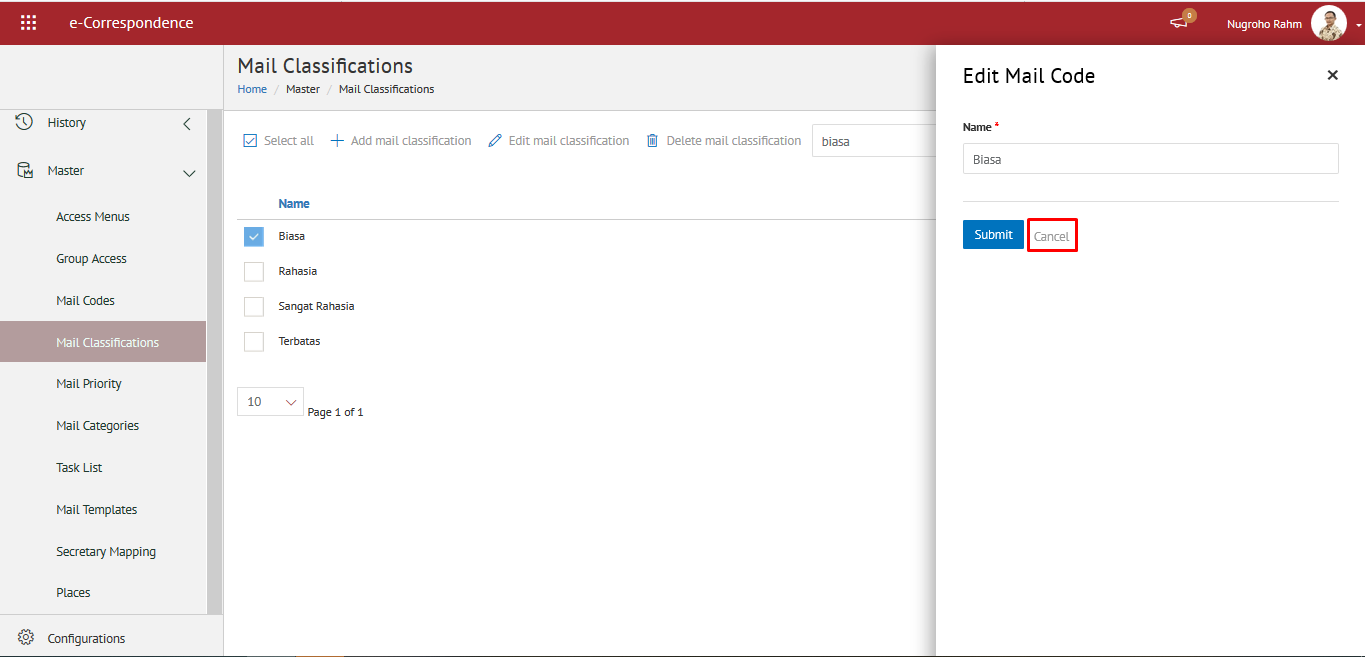 e-Correspondence
0
Nugroho Rahm
History
Master
Access Menus
Group Access
Mail Codes
Mail Classifications
Mail Priority
Mail Categories
Task List
Mail Templates
Secretary Mapping
Places
Configurations
Mail Classifications
Home / Master / Mail Classifications
Select all Add mail classification Edit mail classification Delete mail classification biasa
Name
Biasa
Rahasia
Sangat Rahasia
Terbatas
10 Page 1 of 1
Edit Mail Code ×
Name *
Biasa
Submit Cancel